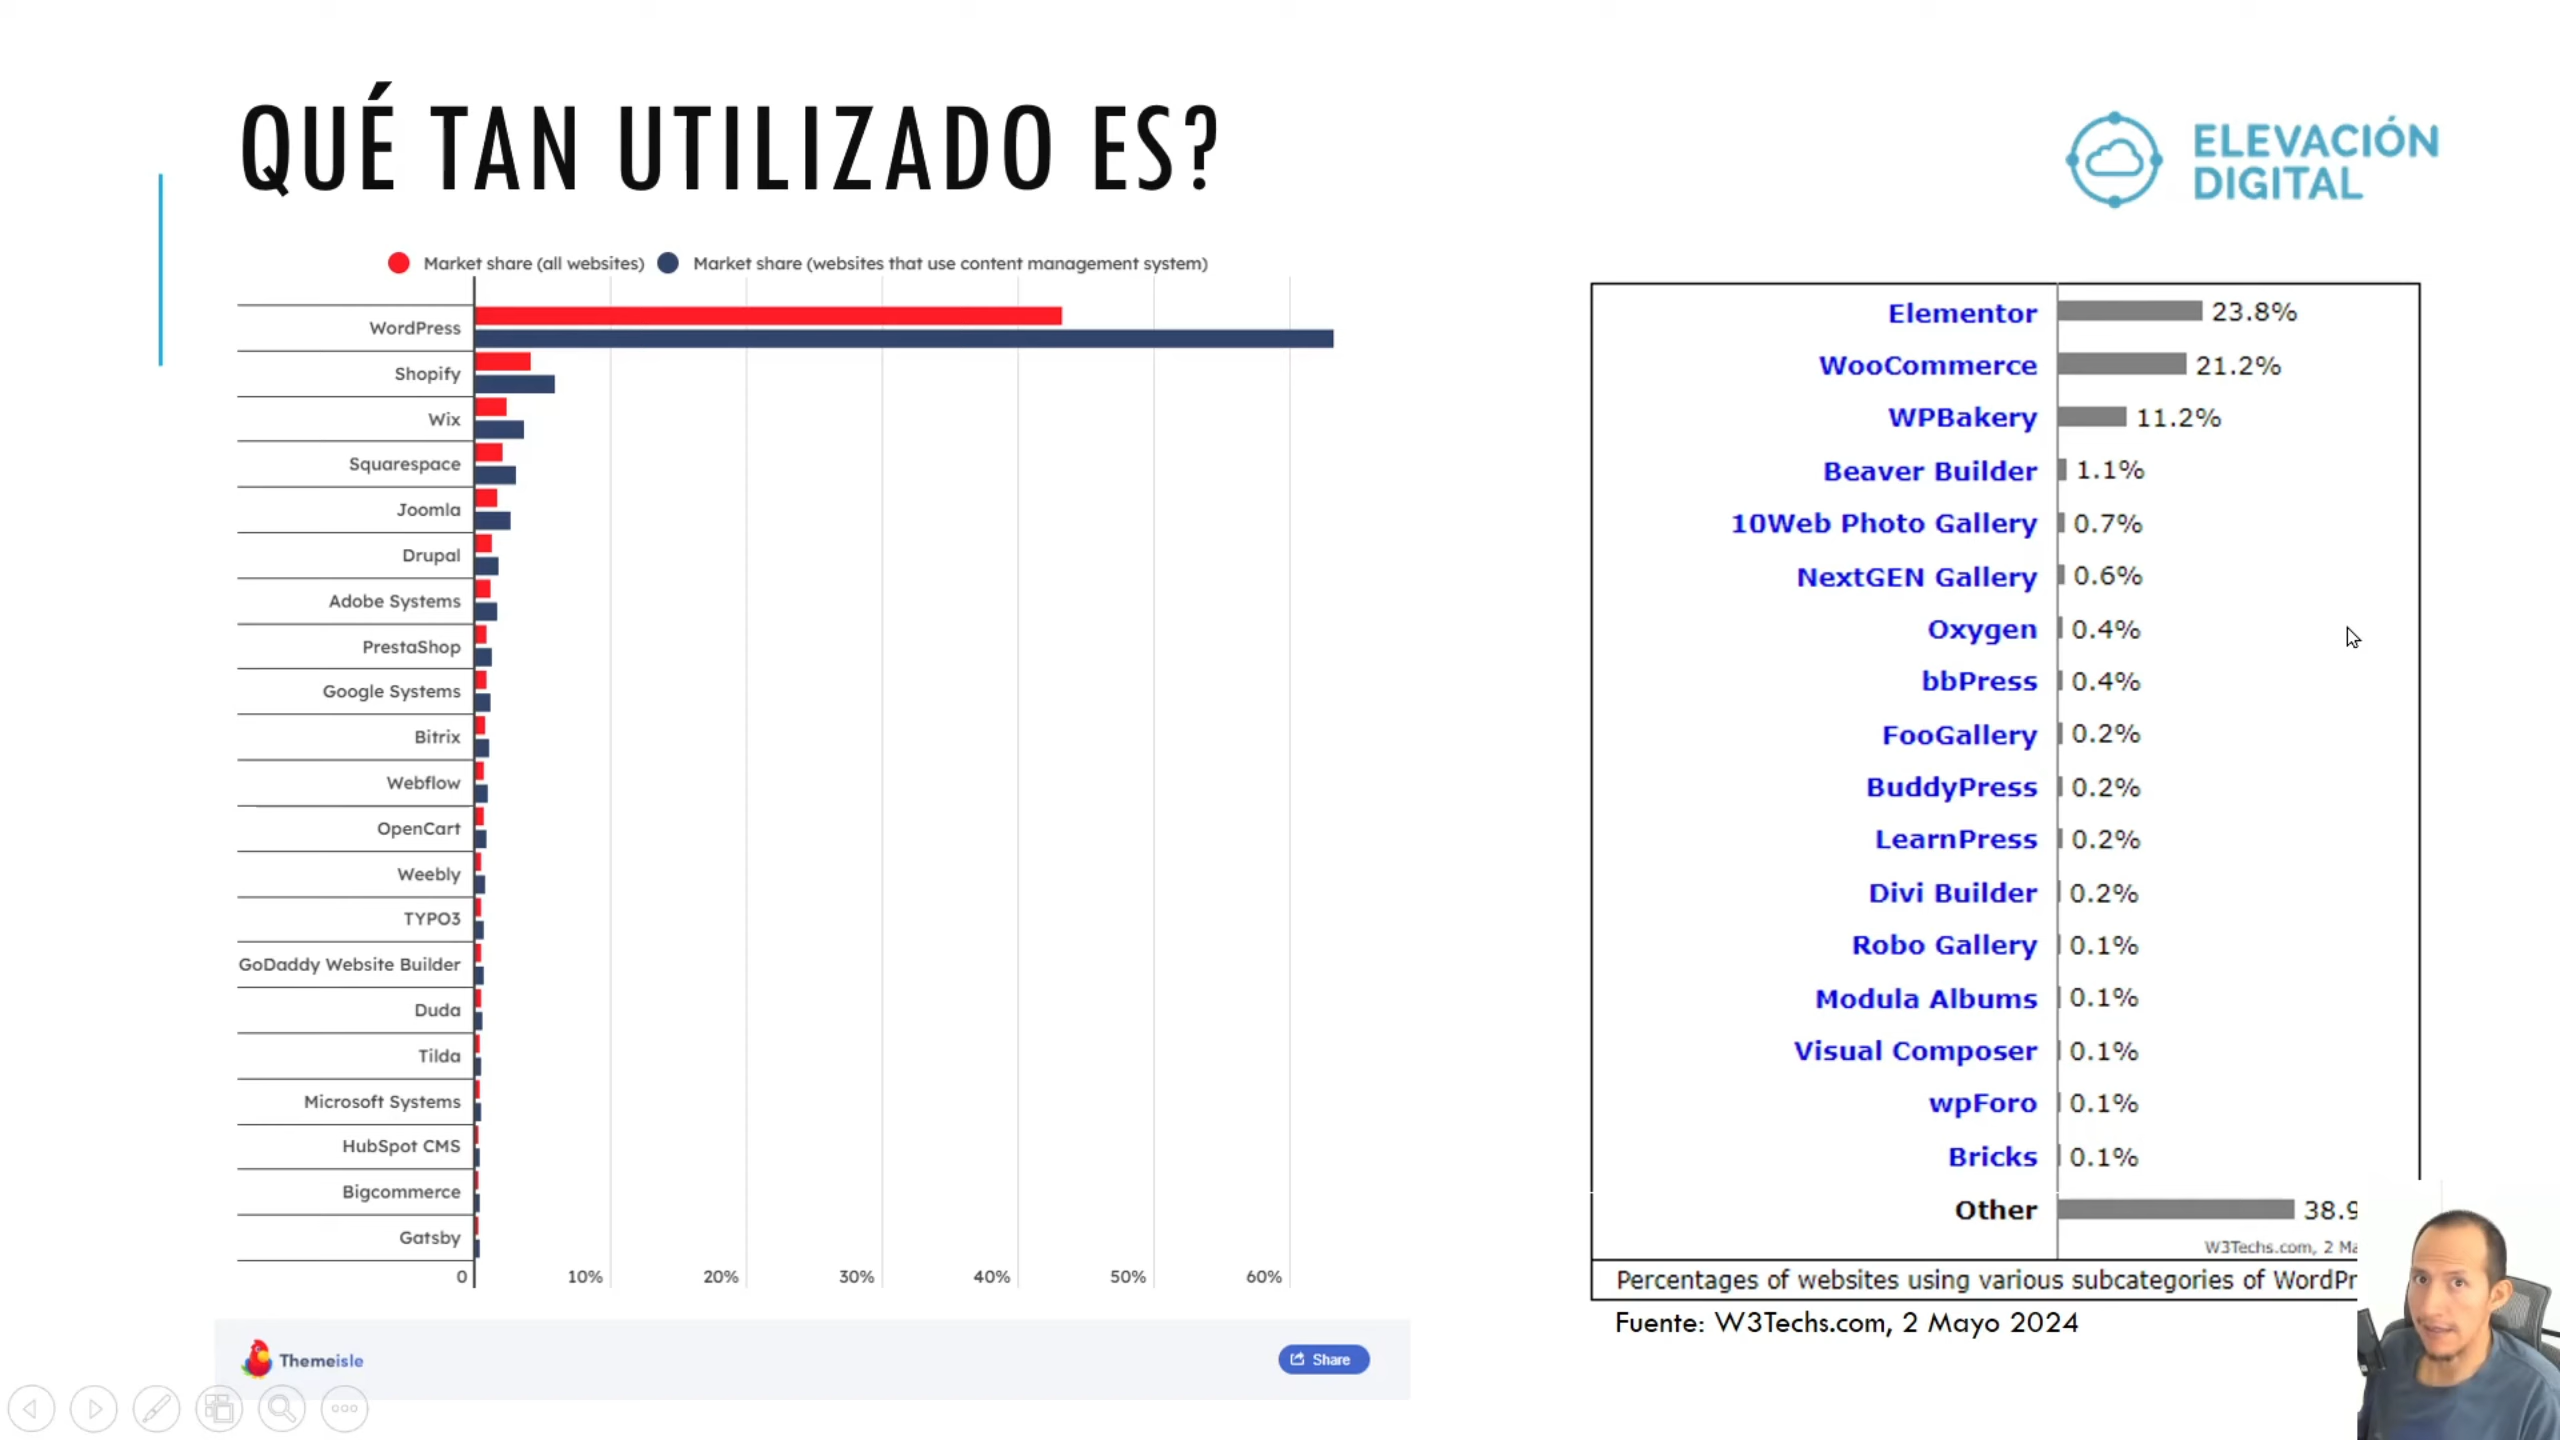 QUÉ TAN UTILIZADO ES?
ELEVACIÓN
DIGITAL
Market share (all websites) Market share (websites that use content management system)
WordPress
Shopify
Wix
Squarespace
Joomla
Drupal
Adobe Systems
PrestaShop
Google Systems
Bitrix
Webflow
OpenCart
Weebly
TYPO3
GoDaddy Website Builder
Duda
Tilda
Microsoft Systems
HubSpot CMS
Bigcommerce
Gatsby
0 10% 20% 30% 40% 50% 60%
Themeisle
Share
Elementor 23.8%
WooCommerce 21.2%
WPBakery 11.2%
Beaver Builder 1.1%
10Web Photo Gallery 0.7%
NextGEN Gallery 0.6%
Oxygen 0.4%
bbPress 0.4%
FooGallery 0.2%
BuddyPress 0.2%
LearnPress 0.2%
Divi Builder 0.2%
Robo Gallery 0.1%
Modula Albums 0.1%
Visual Composer 0.1%
wpForo 0.1%
Bricks 0.1%
Other 38.9
W3Techs.com, 2 Ma
Percentages of websites using various subcategories of WordPr
Fuente: W3Techs.com, 2 Mayo 2024